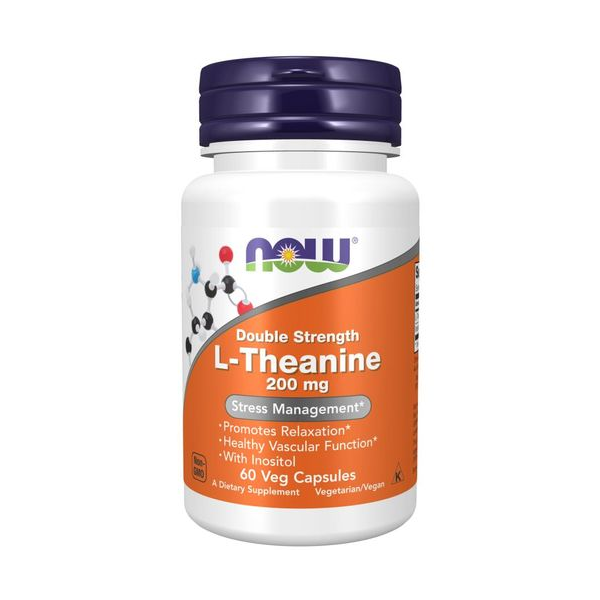 NOW®
Double Strength
L-Theanine
200 mg
Stress Management*
• Promotes Relaxation*
• Healthy Vascular Function*
• With Inositol
60 Veg Capsules
A Dietary Supplement Vegetarian/Vegan
Non-
GMO
K